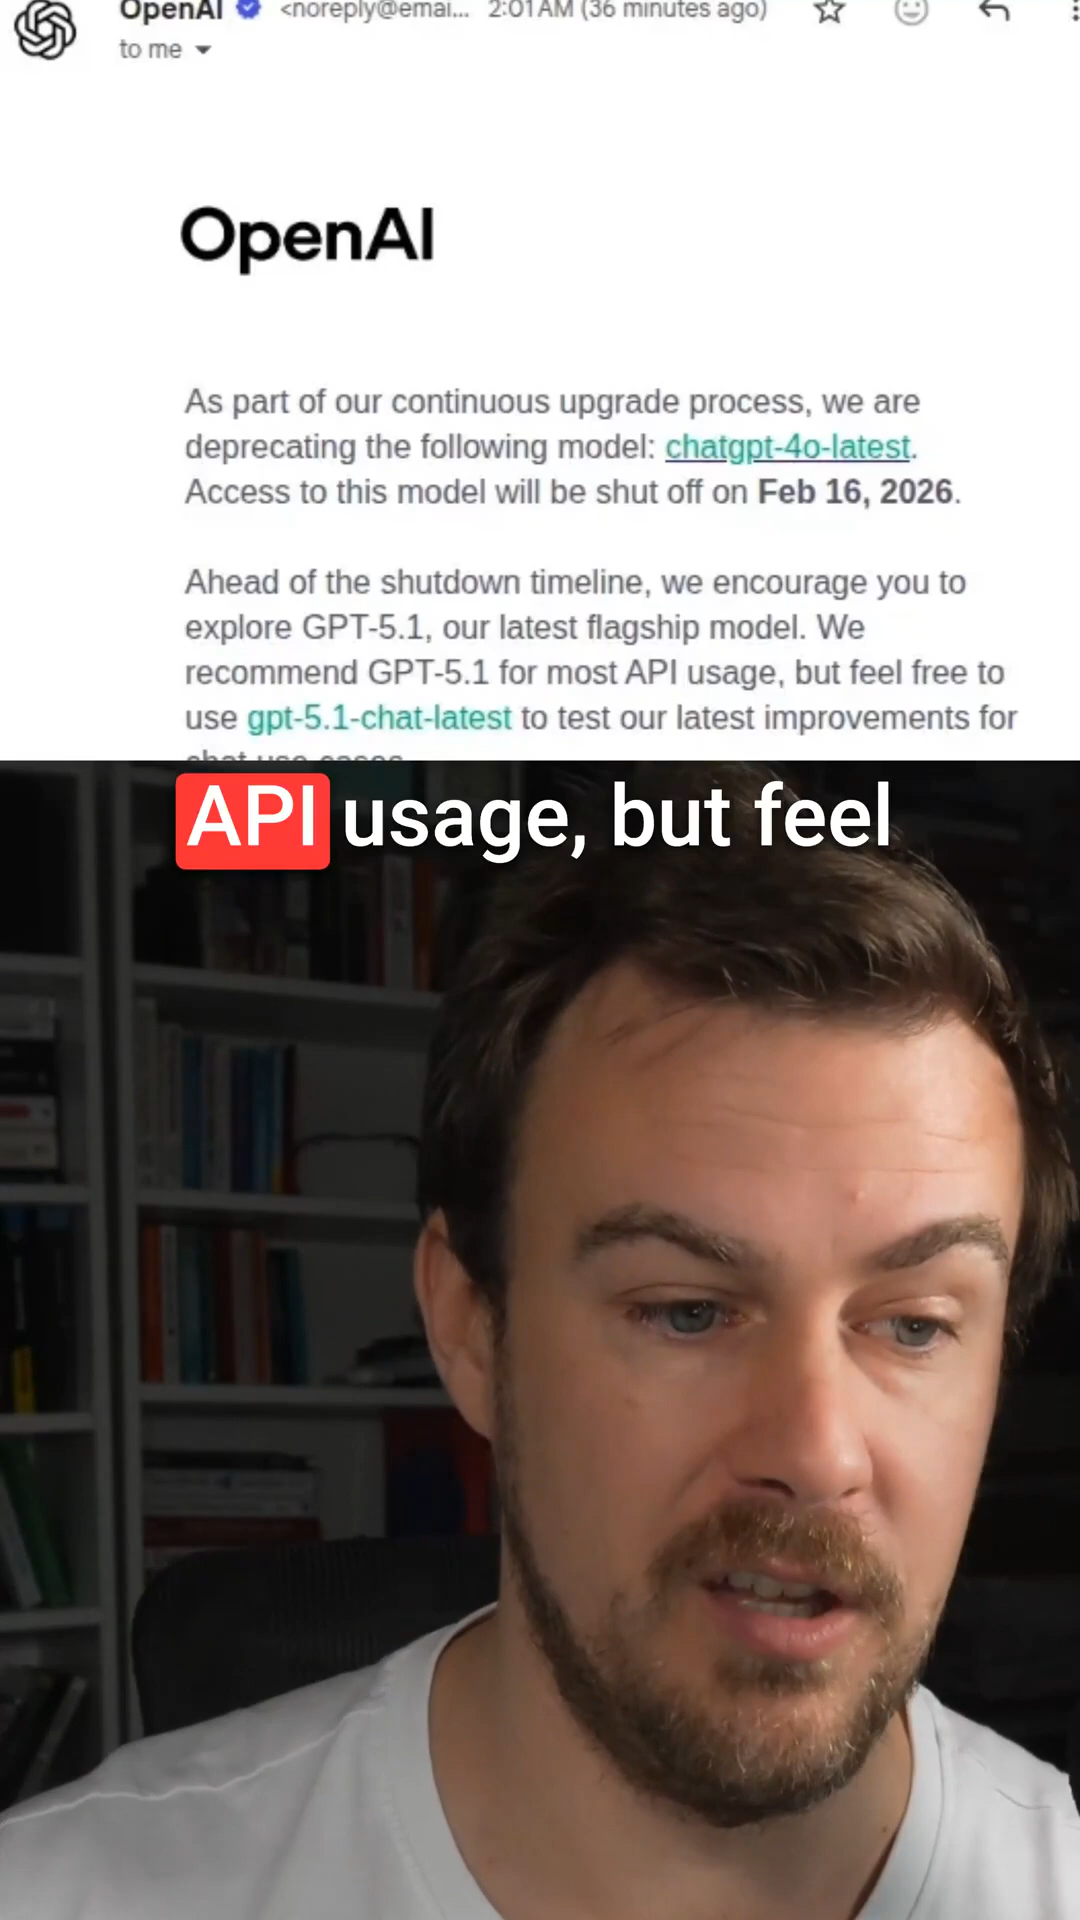 OpenAI <noreply@emai... 2:01 AM (36 minutes ago)
to me
OpenAI
As part of our continuous upgrade process, we are
deprecating the following model: chatgpt-4o-latest.
Access to this model will be shut off on Feb 16, 2026.
Ahead of the shutdown timeline, we encourage you to
explore GPT-5.1, our latest flagship model. We
recommend GPT-5.1 for most API usage, but feel free to
use gpt-5.1-chat-latest to test our latest improvements for
chat use cases
API usage, but feel